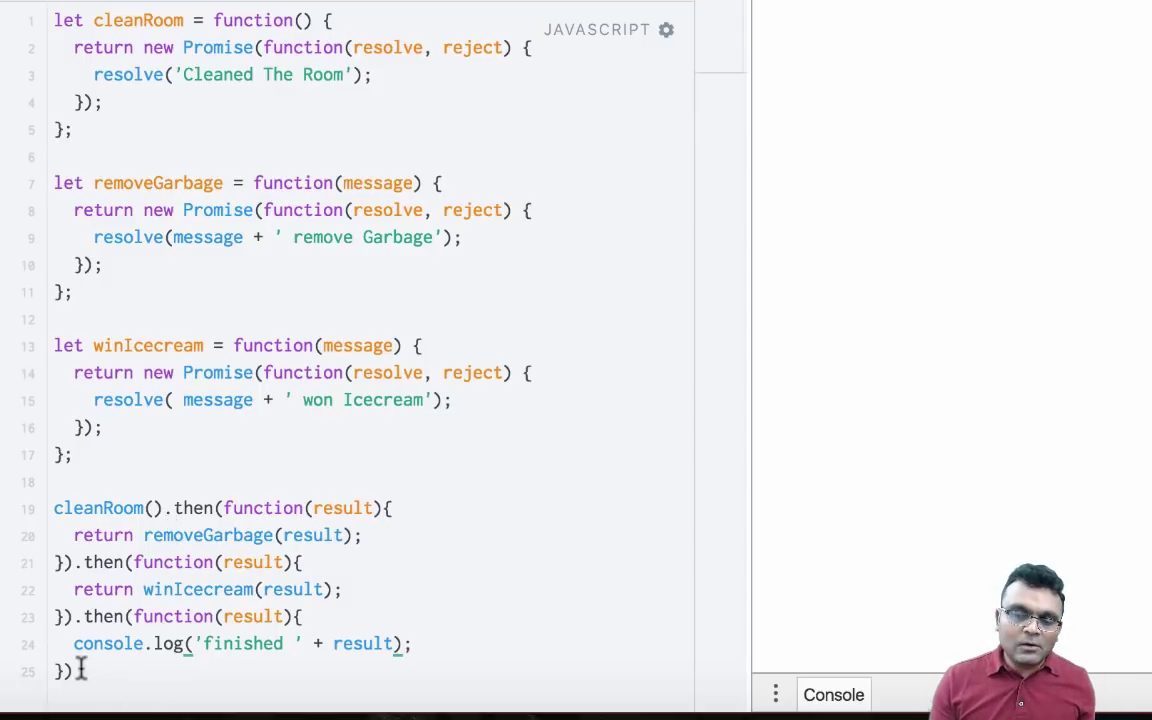 1 let cleanRoom = function() {
2 return new Promise(function(resolve, reject) {
3 resolve('Cleaned The Room');
4 });
5 };
6
7 let removeGarbage = function(message) {
8 return new Promise(function(resolve, reject) {
9 resolve(message + ' remove Garbage');
10 });
11 };
12
13 let winIcecream = function(message) {
14 return new Promise(function(resolve, reject) {
15 resolve( message + ' won Icecream');
16 });
17 };
18
19 cleanRoom().then(function(result){
20 return removeGarbage(result);
21 }).then(function(result){
22 return winIcecream(result);
23 }).then(function(result){
24 console.log('finished ' + result);
25 })
JAVASCRIPT
Console